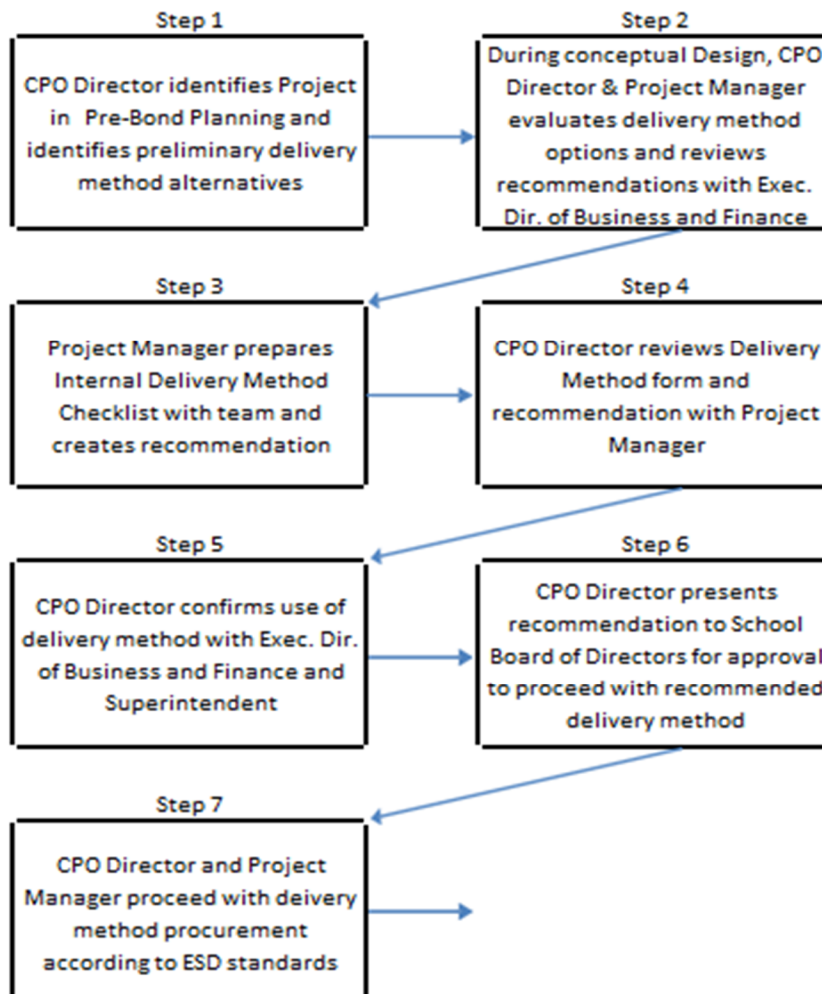 Step 1
CPO Director identifies Project
in Pre-Bond Planning and
identifies preliminary delivery
method alternatives
Step 2
During conceptual Design, CPO
Director & Project Manager
evaluates delivery method
options and reviews
recommendations with Exec.
Dir. of Business and Finance
Step 3
Project Manager prepares
Internal Delivery Method
Checklist with team and
creates recommendation
Step 4
CPO Director reviews Delivery
Method form and
recommendation with Project
Manager
Step 5
CPO Director confirms use of
delivery method with Exec. Dir.
of Business and Finance and
Superintendent
Step 6
CPO Director presents
recommendation to School
Board of Directors for approval
to proceed with recommended
delivery method
Step 7
CPO Director and Project
Manager proceed with deivery
method procurement
according to ESD standards